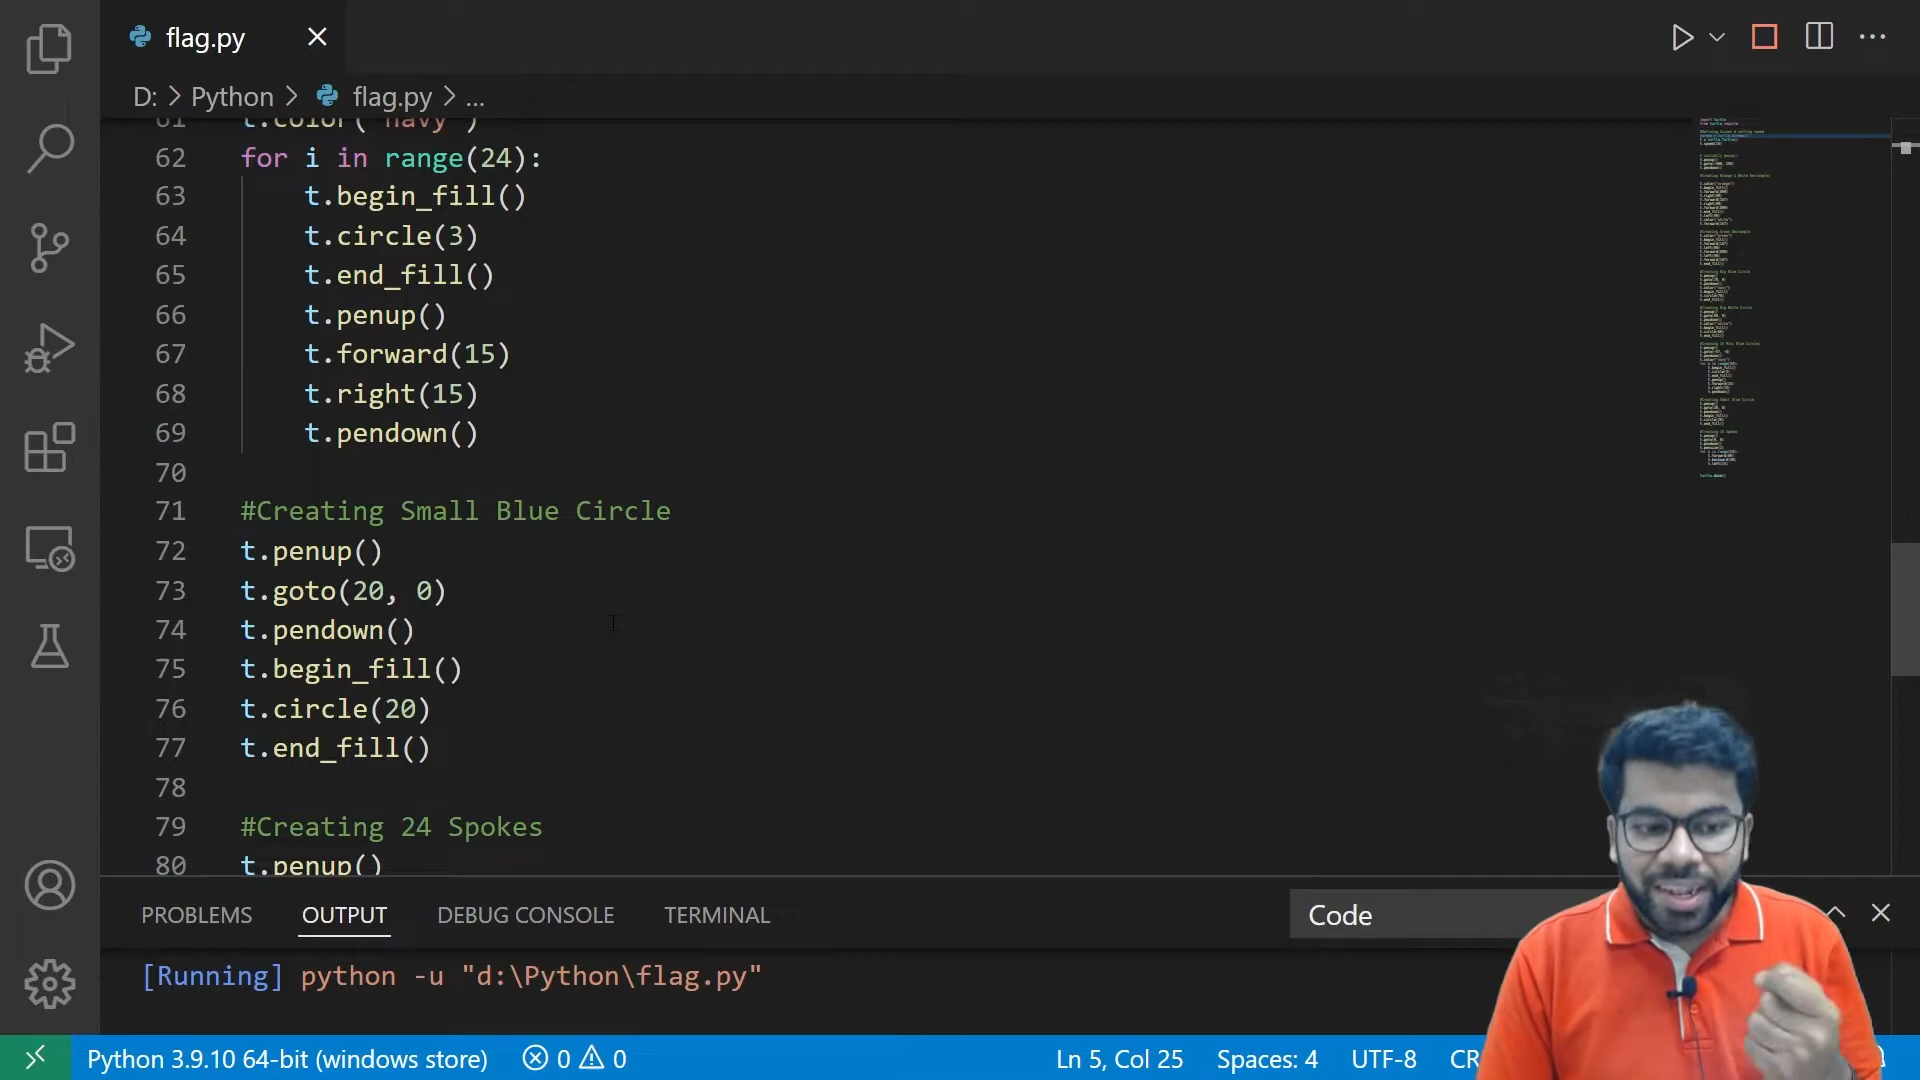 flag.py
D: > Python > flag.py > ...
61 t.color("navy")
62 for i in range(24):
63 t.begin_fill()
64 t.circle(3)
65 t.end_fill()
66 t.penup()
67 t.forward(15)
68 t.right(15)
69 t.pendown()
70
71 #Creating Small Blue Circle
72 t.penup()
73 t.goto(20, 0)
74 t.pendown()
75 t.begin_fill()
76 t.circle(20)
77 t.end_fill()
78
79 #Creating 24 Spokes
80 t.penup()
PROBLEMS OUTPUT DEBUG CONSOLE TERMINAL Code
[Running] python -u "d:\Python\flag.py"
Python 3.9.10 64-bit (windows store) 0 0 Ln 5, Col 25 Spaces: 4 UTF-8 CR